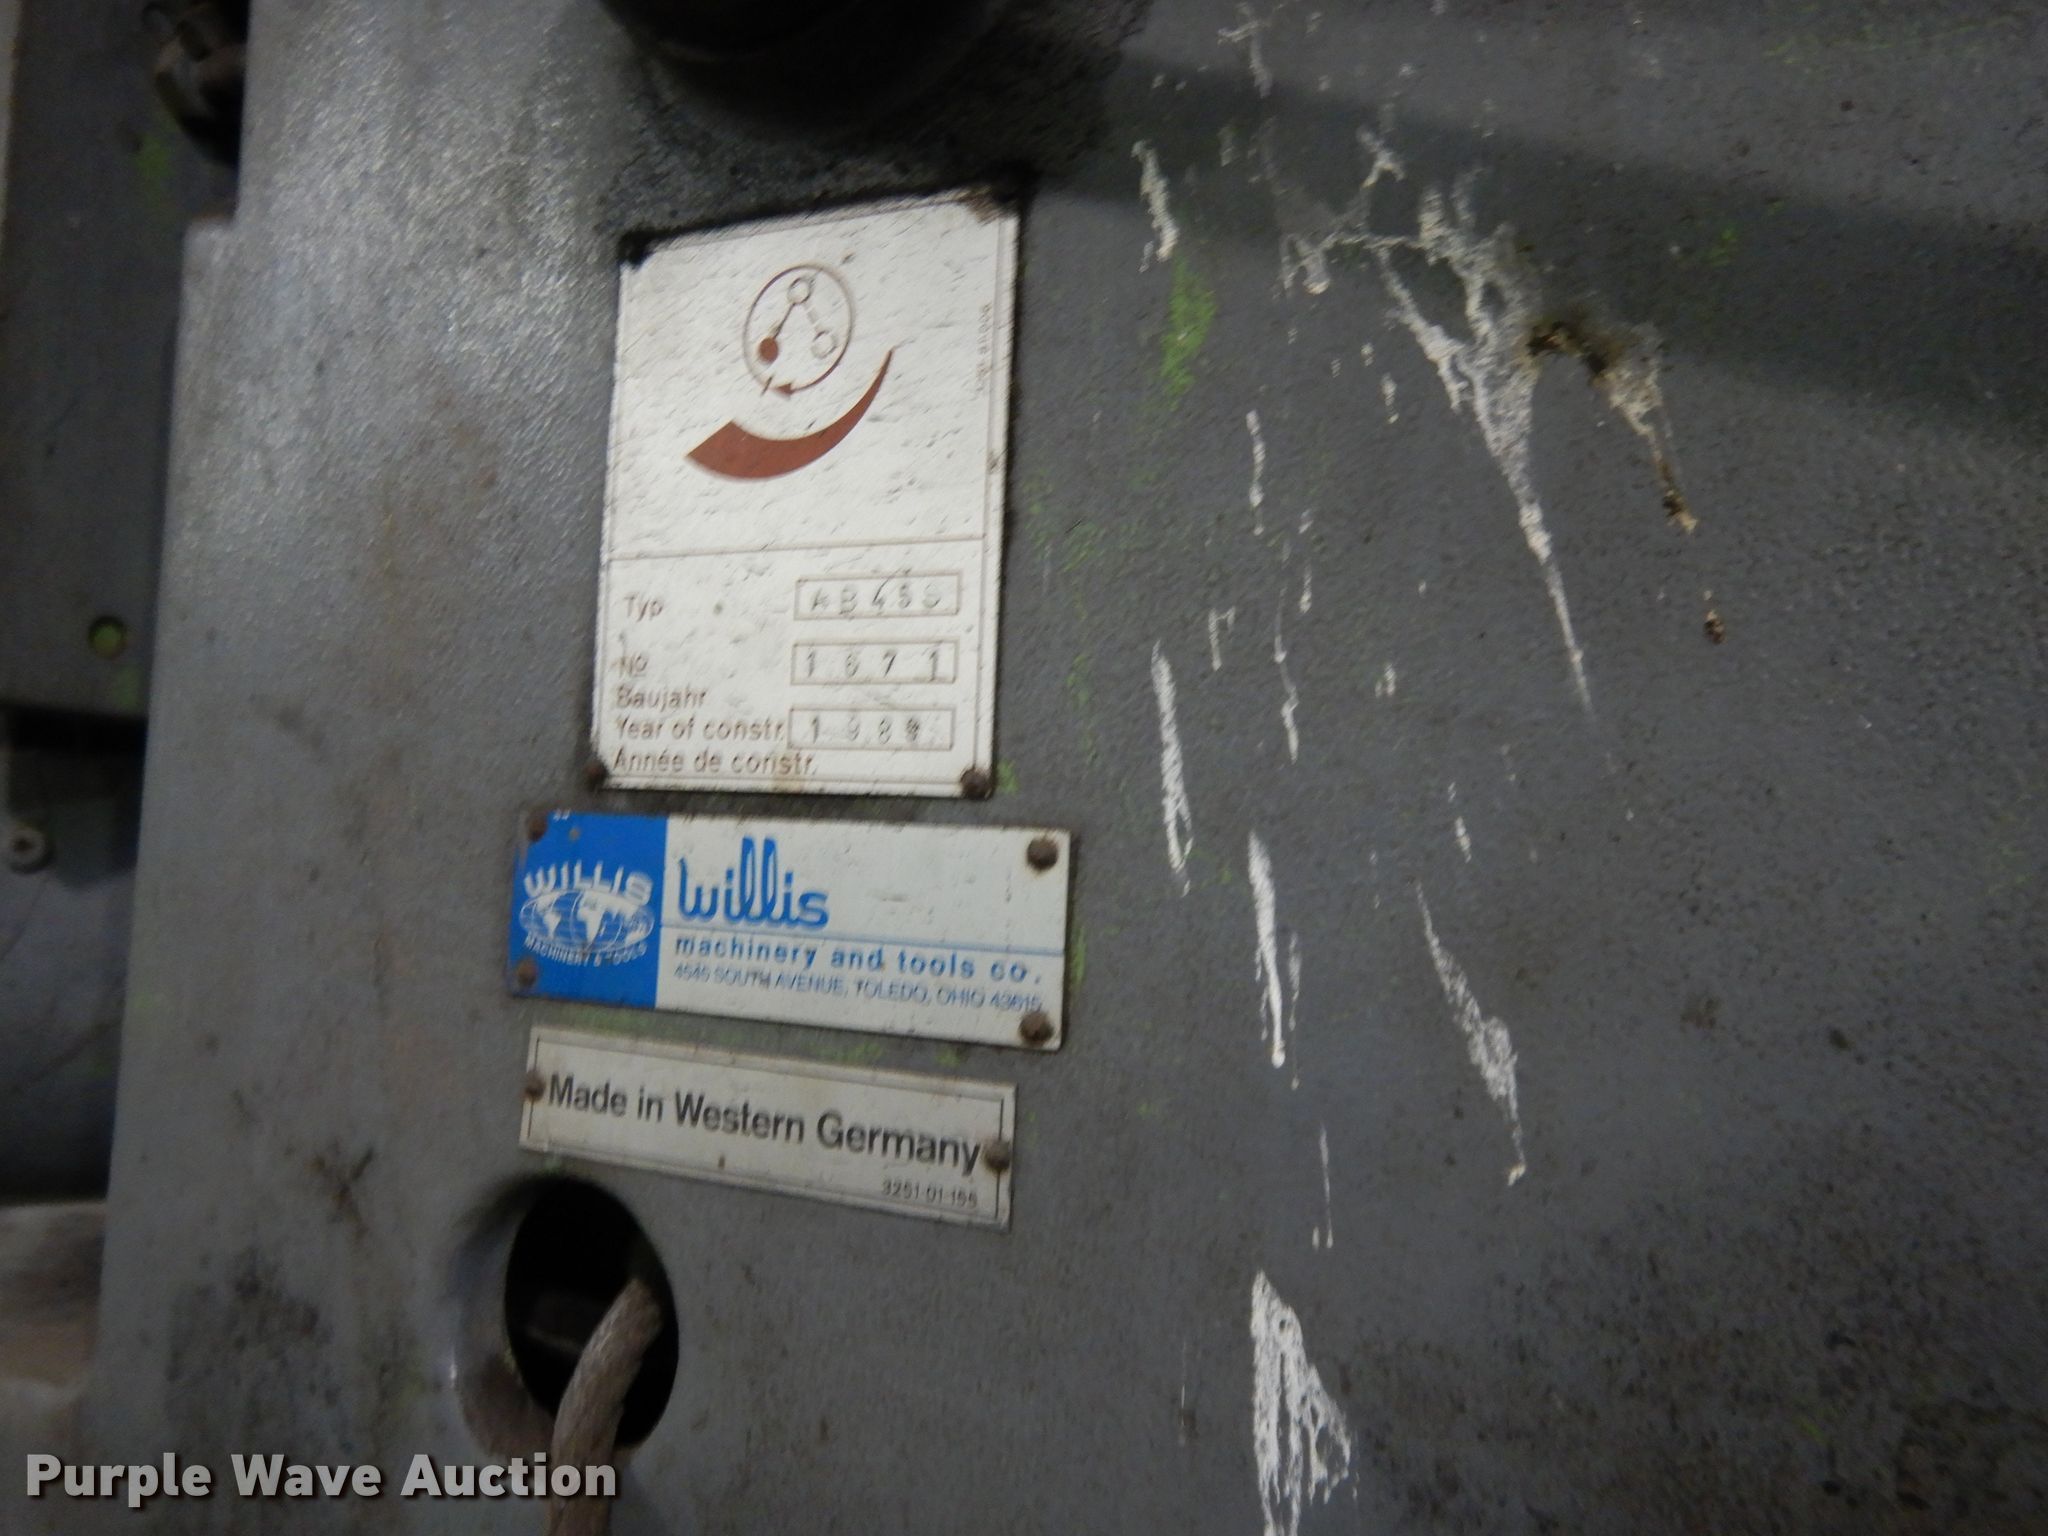 Typ
No 1671
Baujahr
Year of constr.
Année de constr.
WILLIS
MACHINERY & TOOLS
willis
machinery and tools co.
4545 SOUTH AVENUE, TOLEDO, OHIO 43615
Made in Western Germany
3251-01-155
Purple Wave Auction